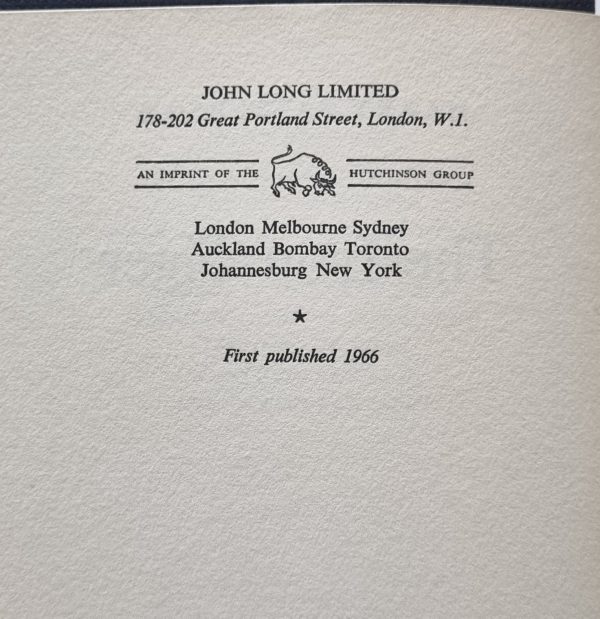 JOHN LONG LIMITED
178-202 Great Portland Street, London, W.1.
AN IMPRINT OF THE HUTCHINSON GROUP
London Melbourne Sydney
Auckland Bombay Toronto
Johannesburg New York
★
First published 1966